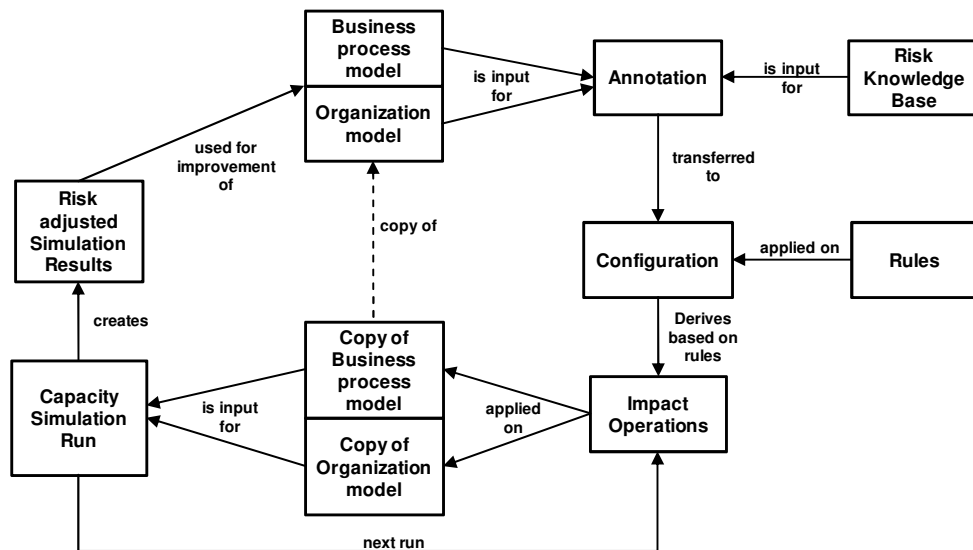 Business
process
model
Organization
model
is input
for
Annotation
is input
for
Risk
Knowledge
Base
used for
improvement
of
transferred
to
Risk
adjusted
Simulation
Results
copy of
Configuration
applied on
Rules
creates
Derives
based on
rules
Copy of
Business
process
model
Copy of
Organization
model
Capacity
Simulation
Run
is input
for
applied
on
Impact
Operations
next run